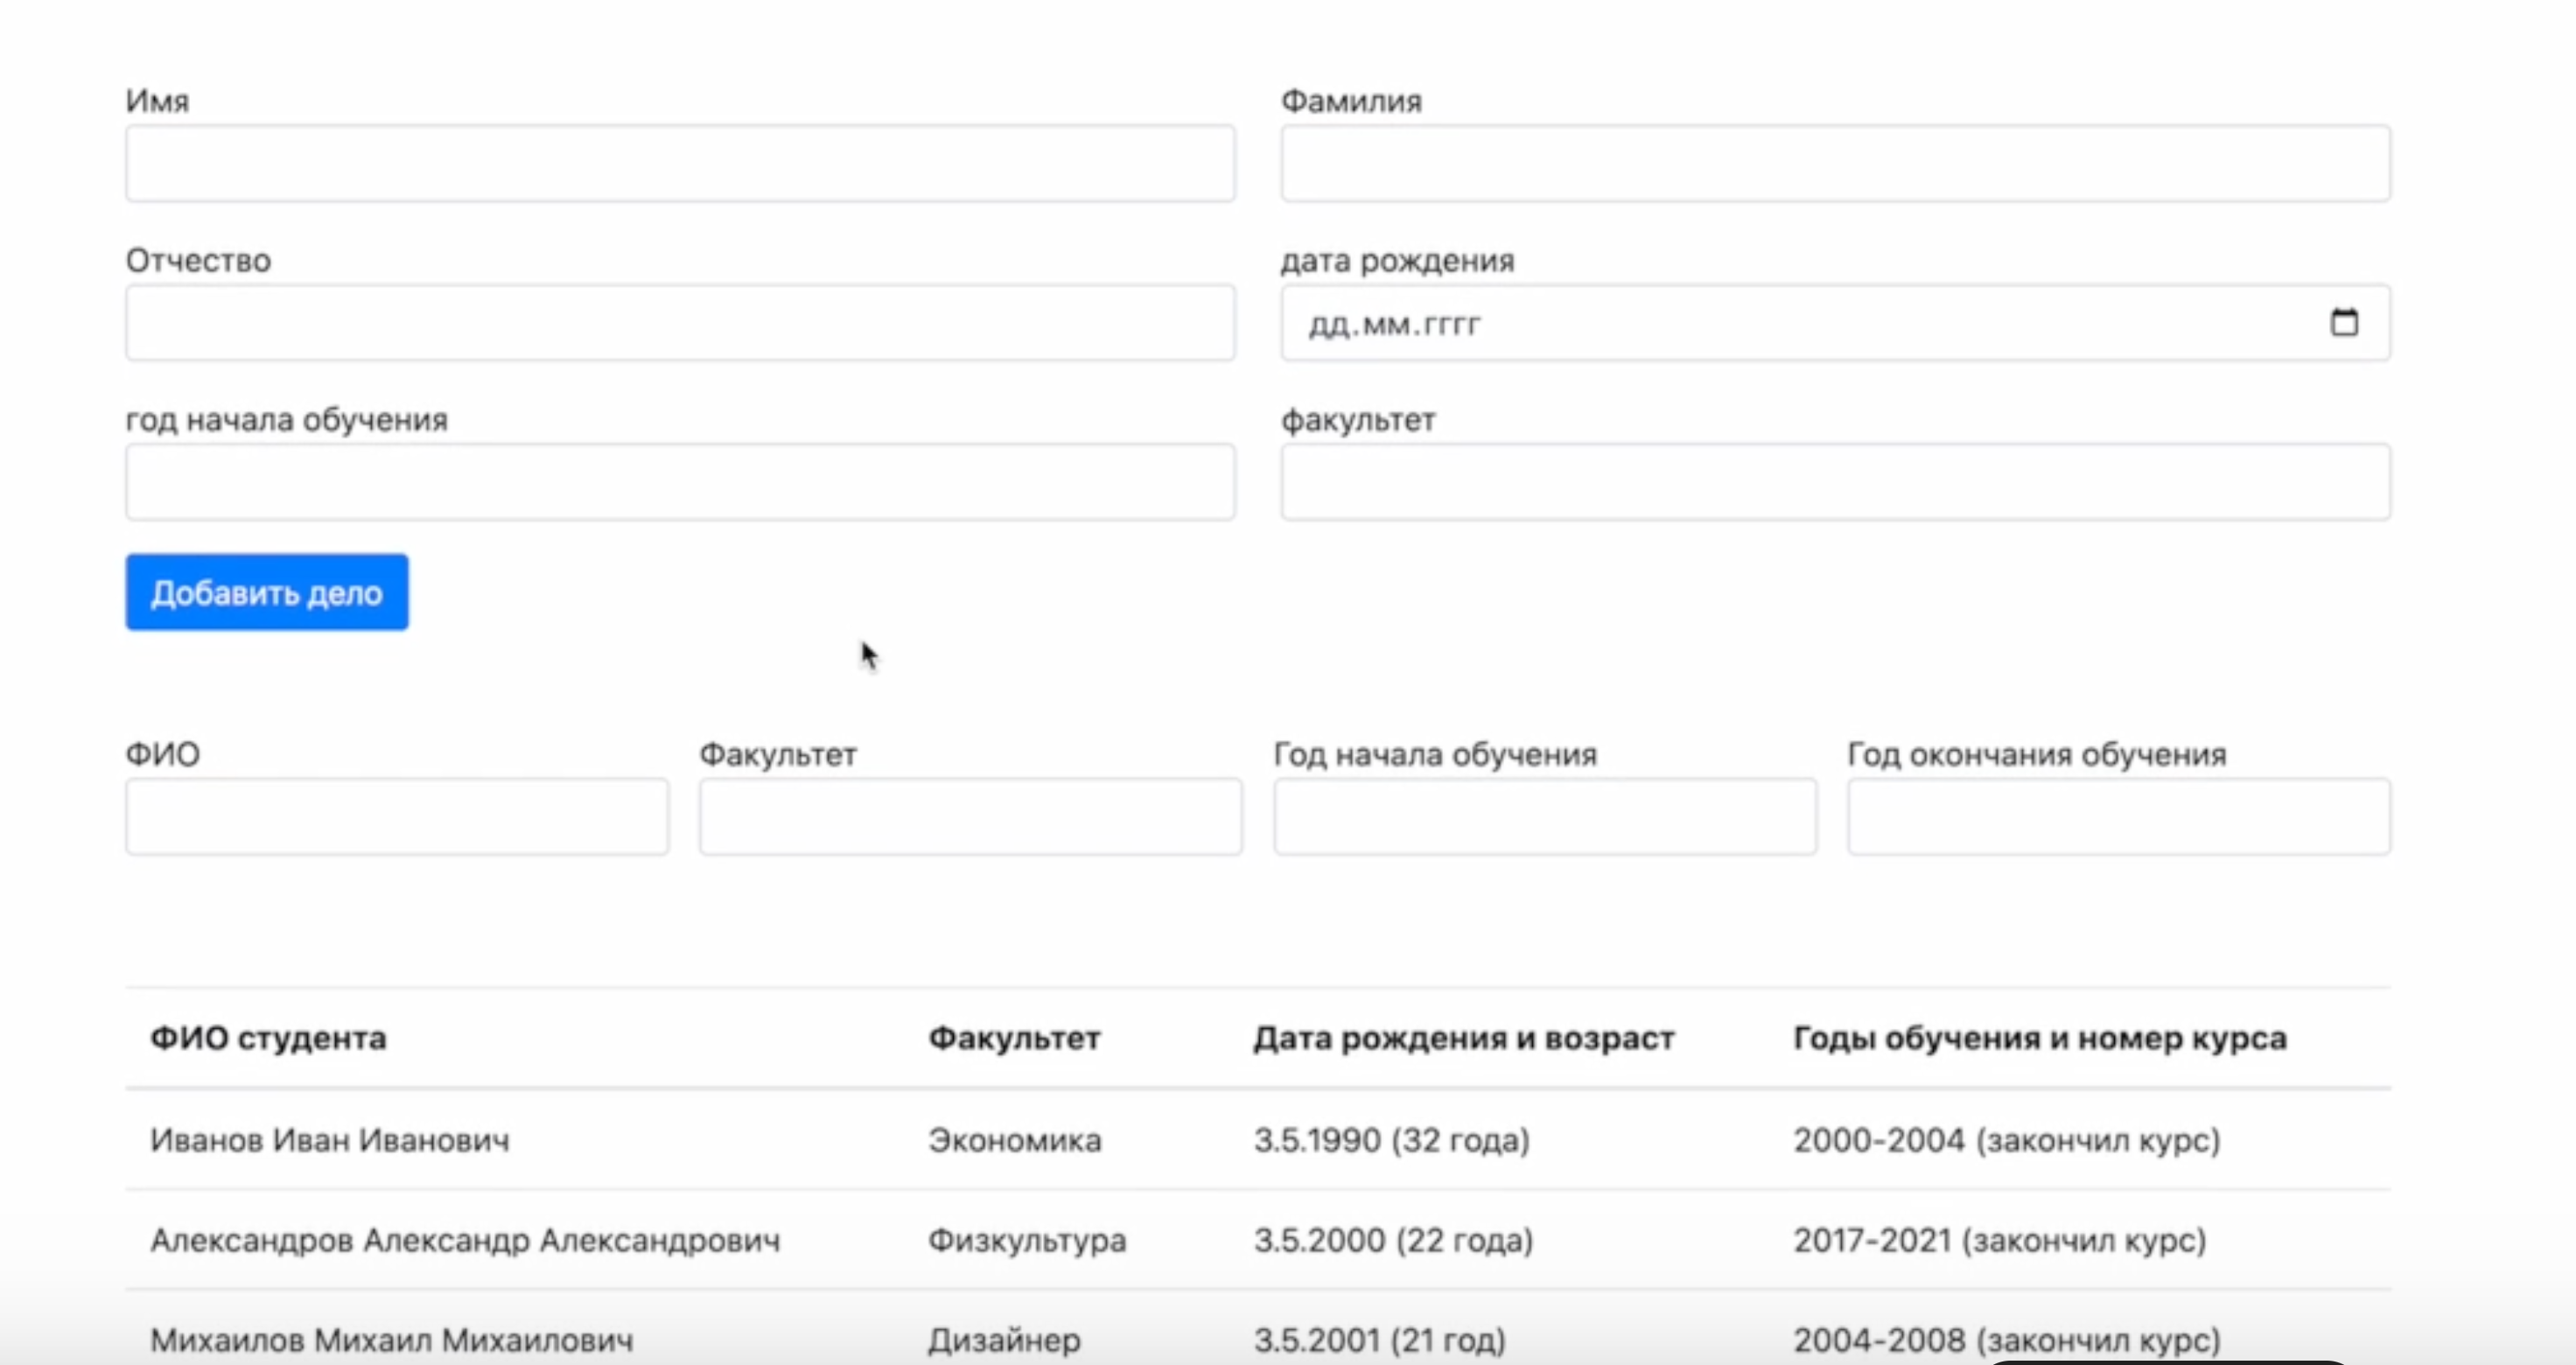 Имя Фамилия
Отчество дата рождения
дд.мм.гггг
год начала обучения факультет
Добавить дело
ФИО Факультет Год начала обучения Год окончания обучения
ФИО студента Факультет Дата рождения и возраст Годы обучения и номер курса
Иванов Иван Иванович Экономика 3.5.1990 (32 года) 2000-2004 (закончил курс)
Александров Александр Александрович Физкультура 3.5.2000 (22 года) 2017-2021 (закончил курс)
Михаилов Михаил Михаилович Дизайнер 3.5.2001 (21 год) 2004-2008 (закончил курс)